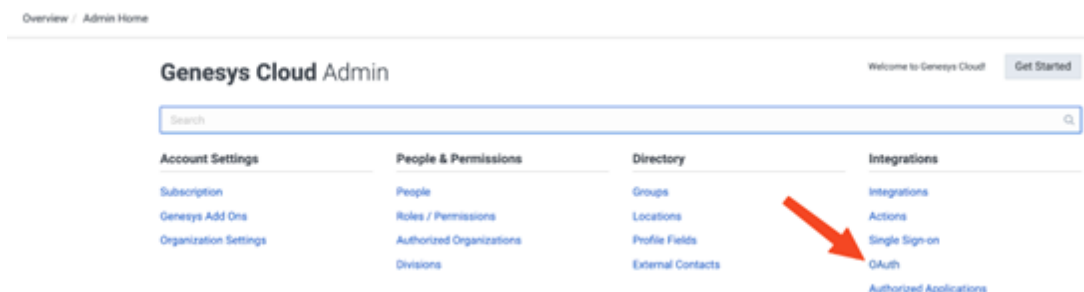 Overview / Admin Home
Genesys Cloud Admin
Welcome to Genesys Cloud!
Get Started
Search
Account Settings
Subscription
Genesys Add Ons
Organization Settings
People & Permissions
People
Roles / Permissions
Authorized Organizations
Divisions
Directory
Groups
Locations
Profile Fields
External Contacts
Integrations
Integrations
Actions
Single Sign-on
OAuth
Authorized Applications